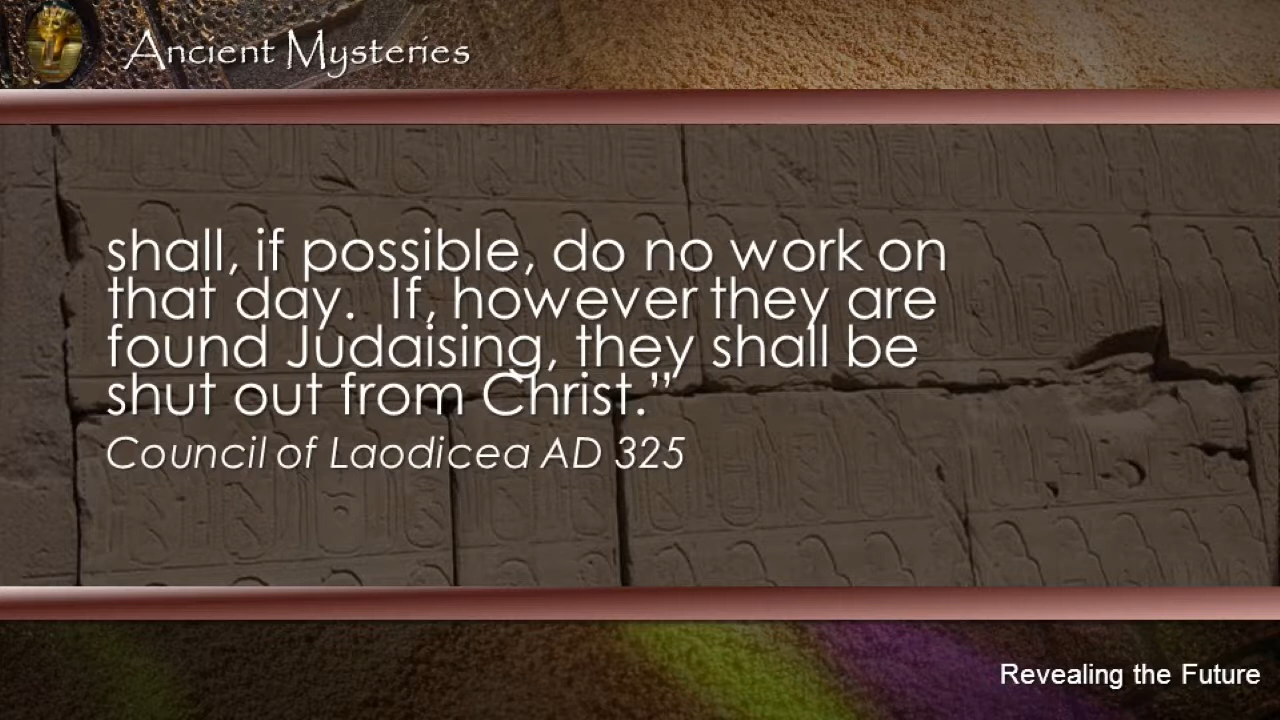 Ancient Mysteries
shall, if possible, do no work on
that day. If, however they are
found Judaising, they shall be
shut out from Christ.”
Council of Laodicea AD 325
Revealing the Future